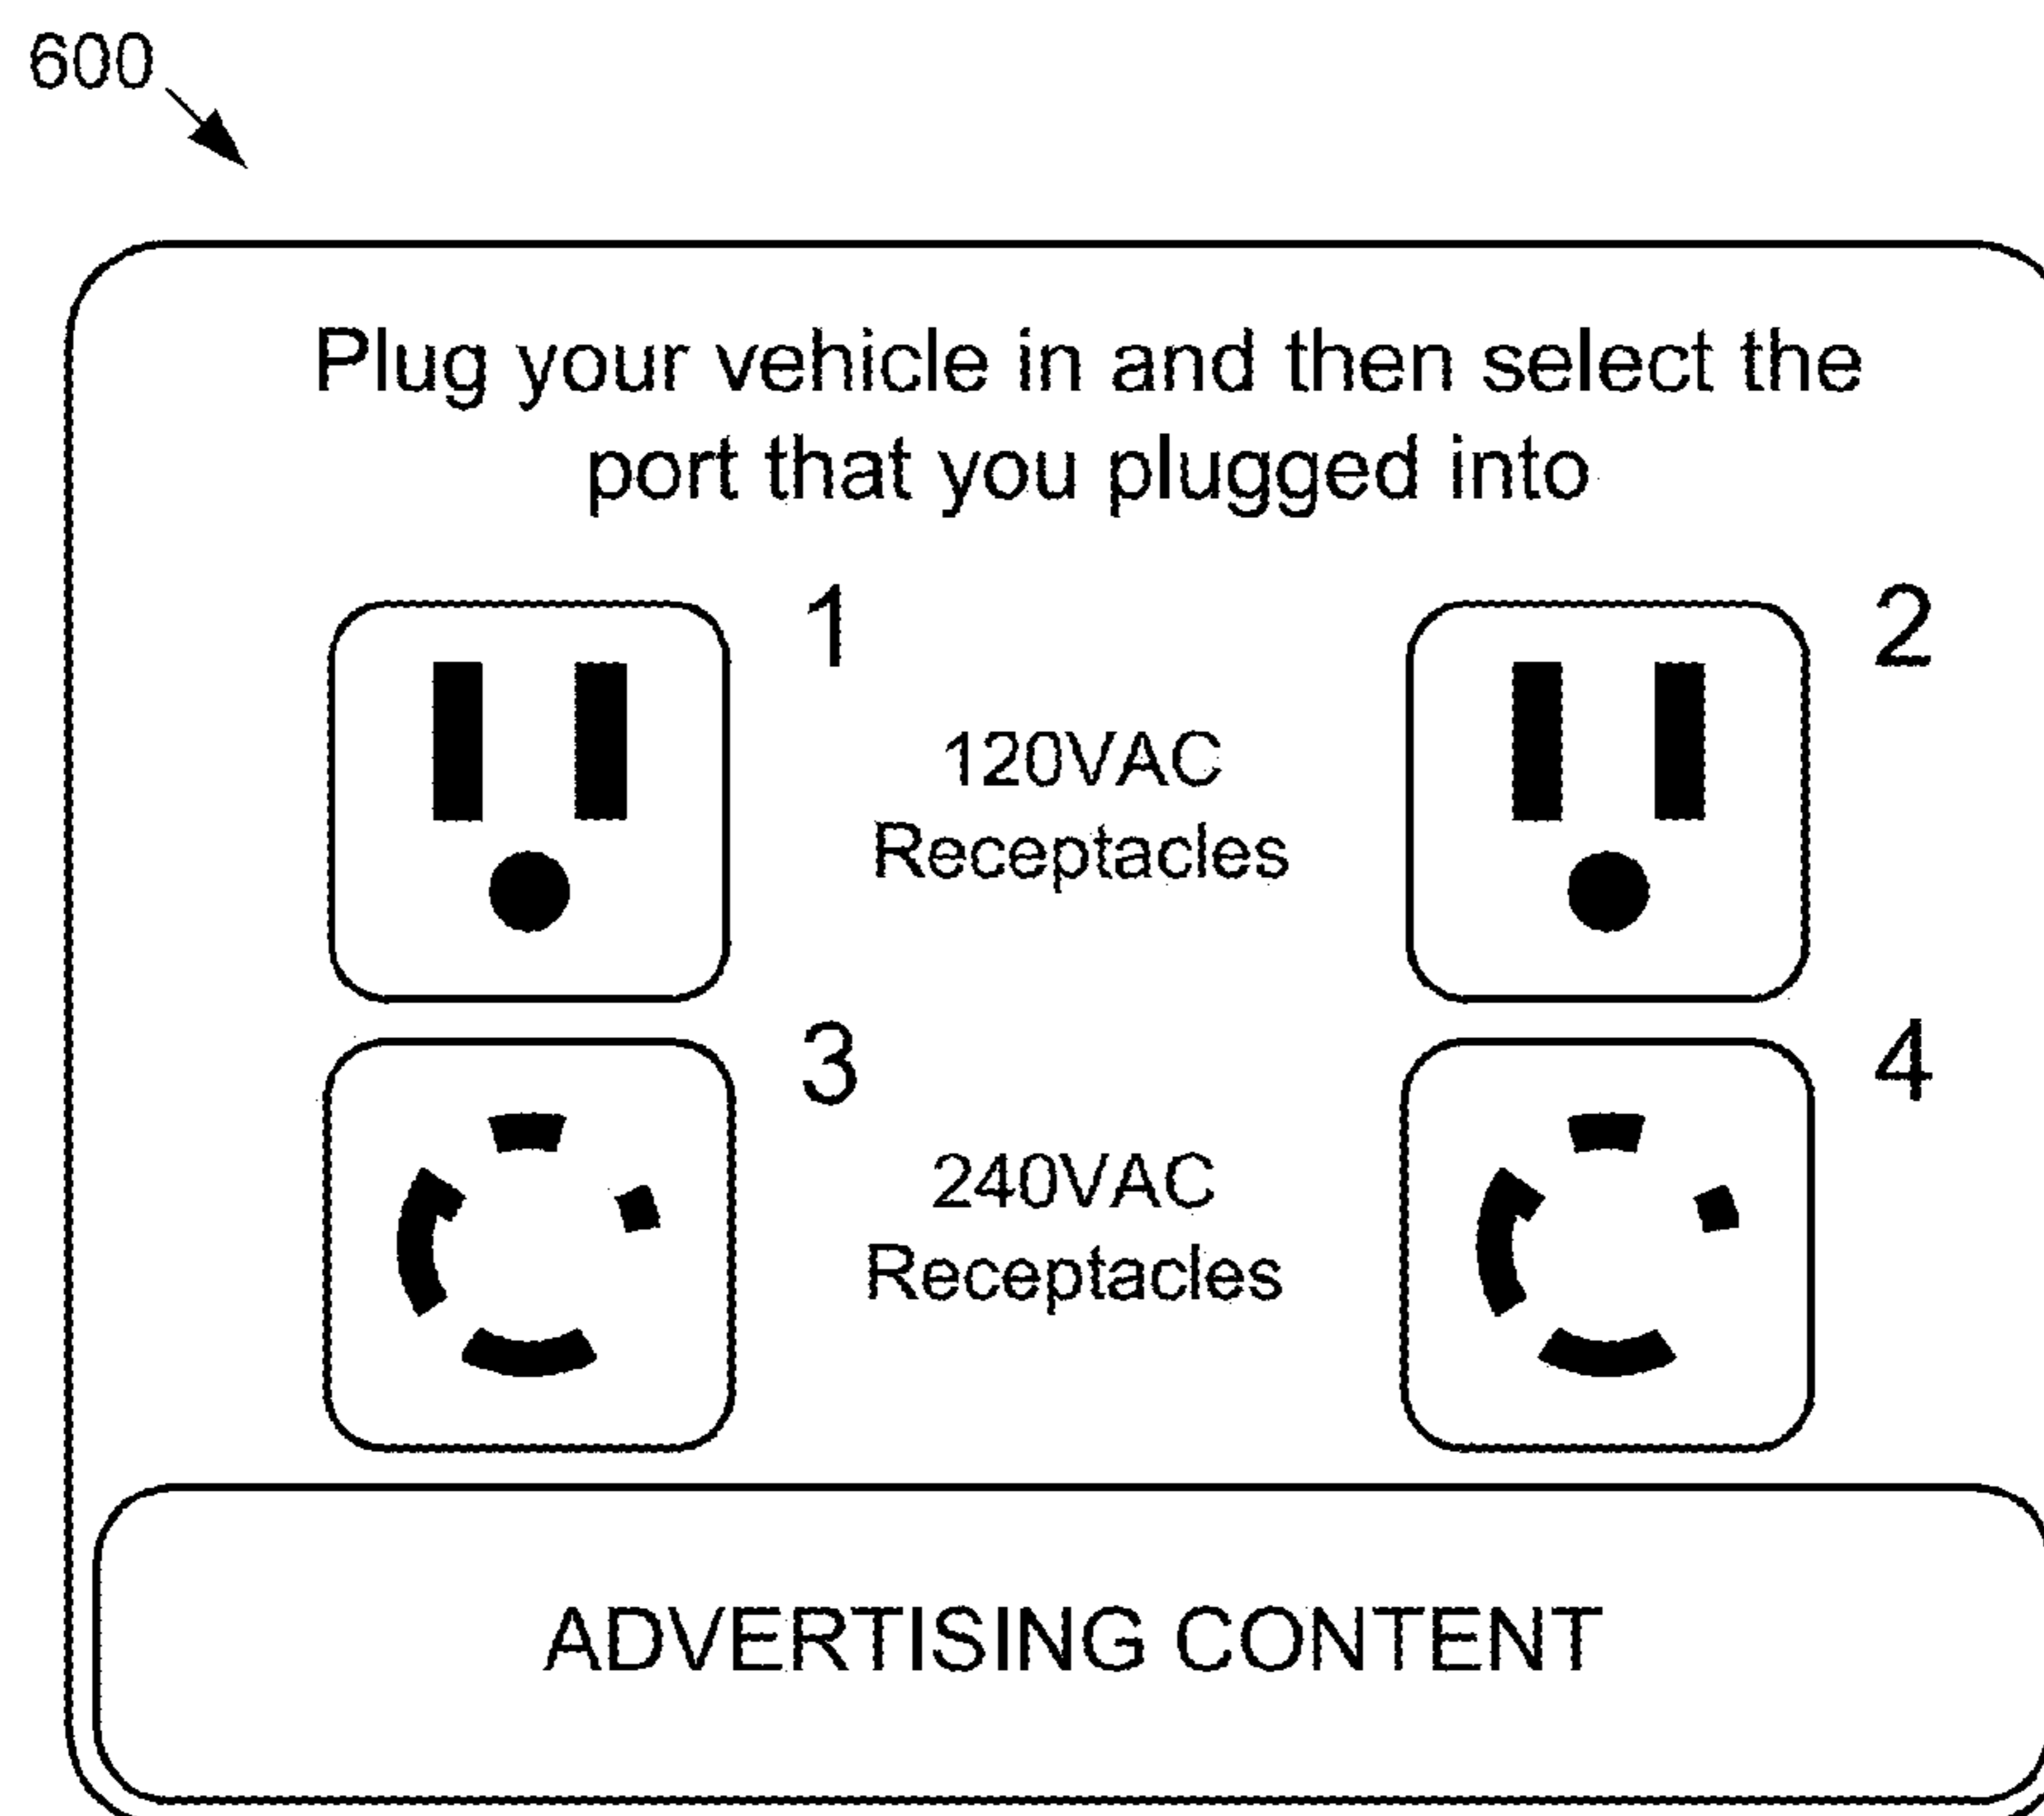 600
Plug your vehicle in and then select the
port that you plugged into
1
2
120VAC
Receptacles
3
4
240VAC
Receptacles
ADVERTISING CONTENT